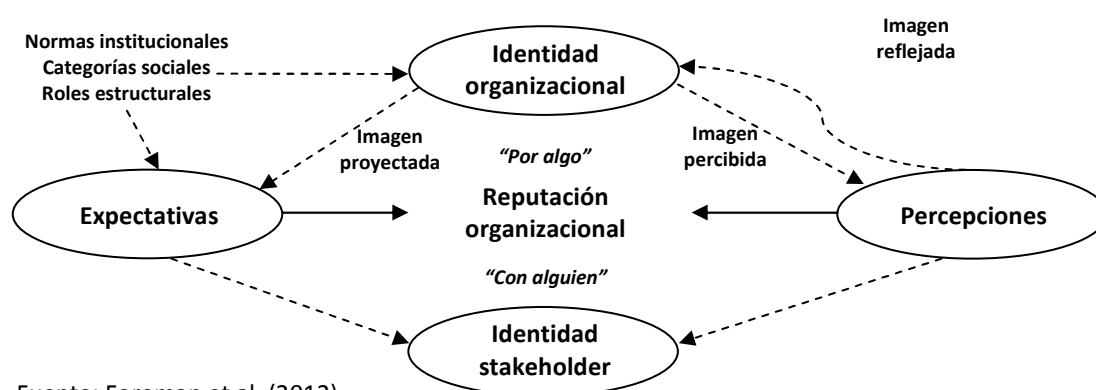 Normas institucionales
Categorías sociales
Roles estructurales
Identidad
organizacional
Imagen
reflejada
Imagen
proyectada
“Por algo”
Imagen
percibida
Expectativas
Reputación
organizacional
Percepciones
“Con alguien”
Identidad
stakeholder